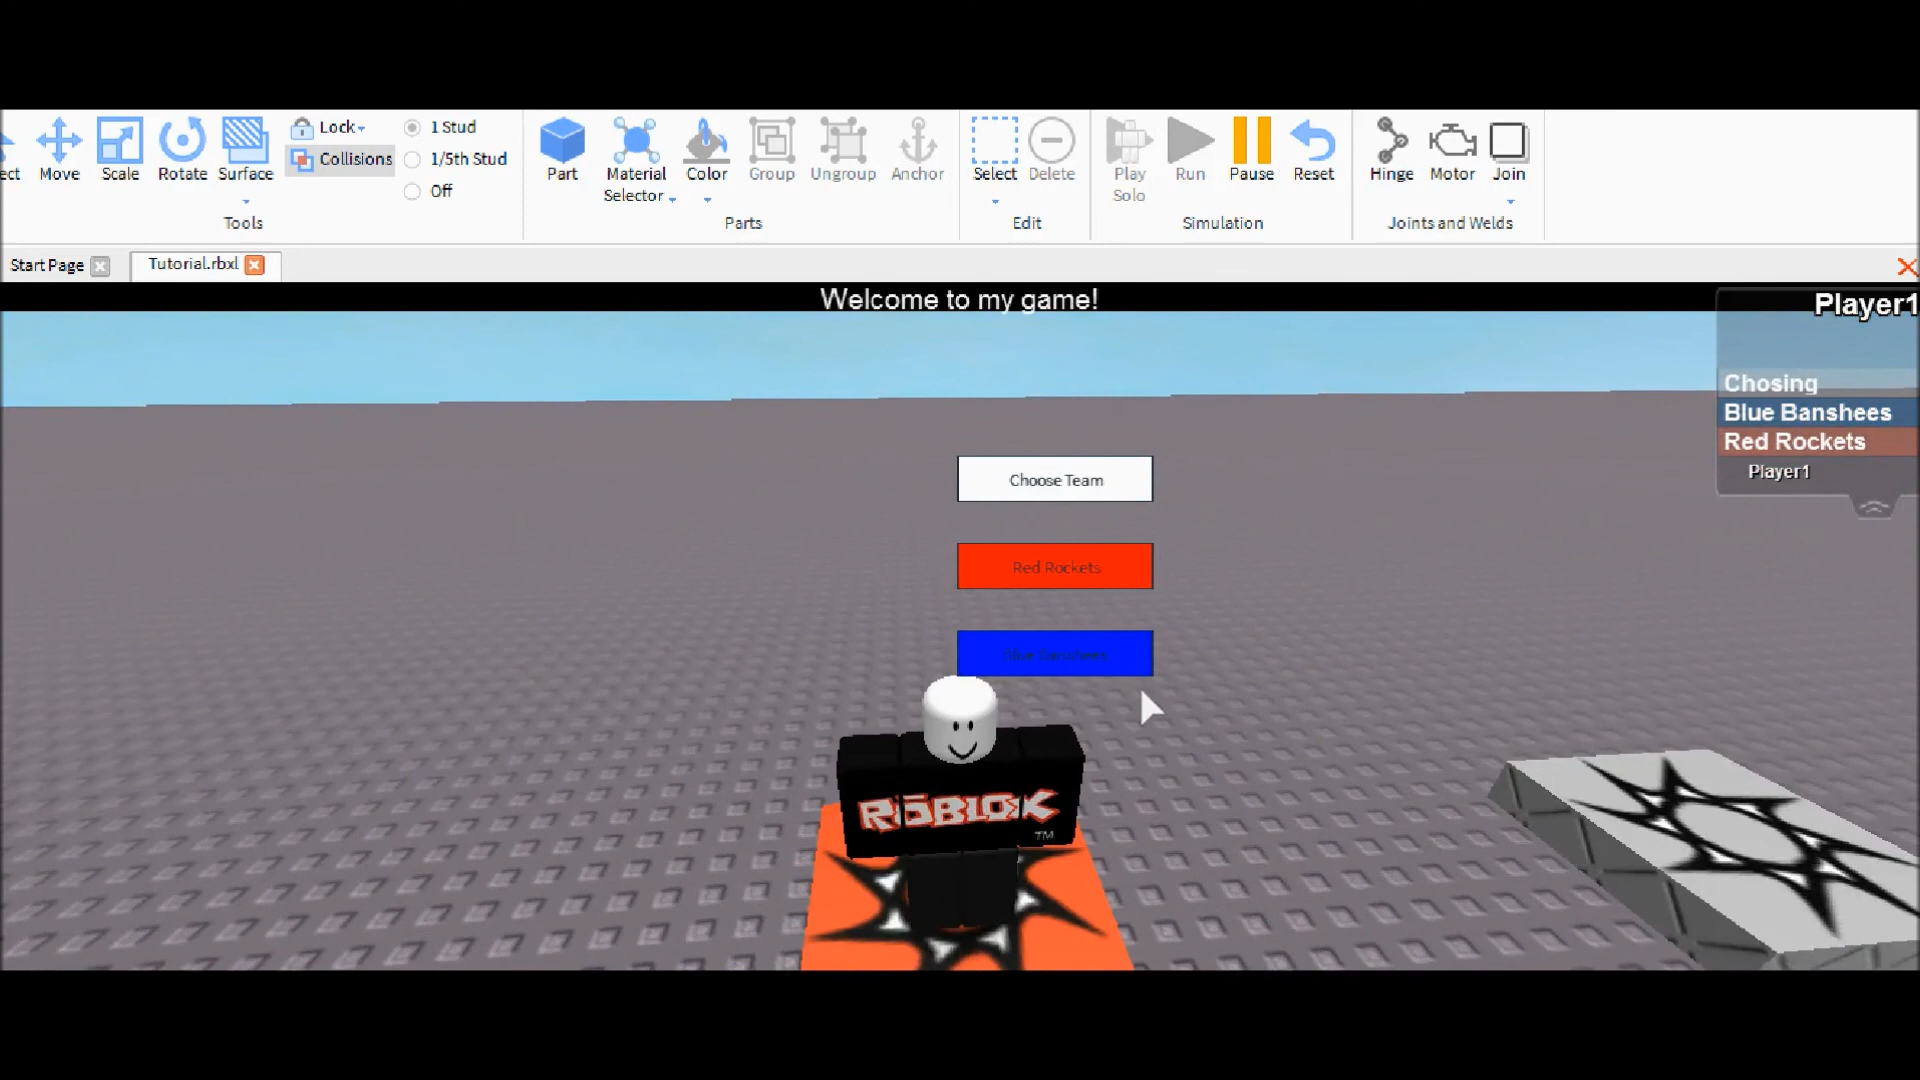 ect
Move
Scale
Rotate
Surface
Lock
Collisions
1 Stud
1/5th Stud
Off
Tools
Part
Material
Selector
Color
Group
Ungroup
Anchor
Parts
Select
Delete
Edit
Play
Solo
Run
Pause
Reset
Simulation
Hinge
Motor
Join
Joints and Welds
Start Page
Tutorial.rbxl
Welcome to my game!
Player1
Chosing
Blue Banshees
Red Rockets
Player1
Choose Team
Red Rockets
Blue Banshees
ROBLOX
TM